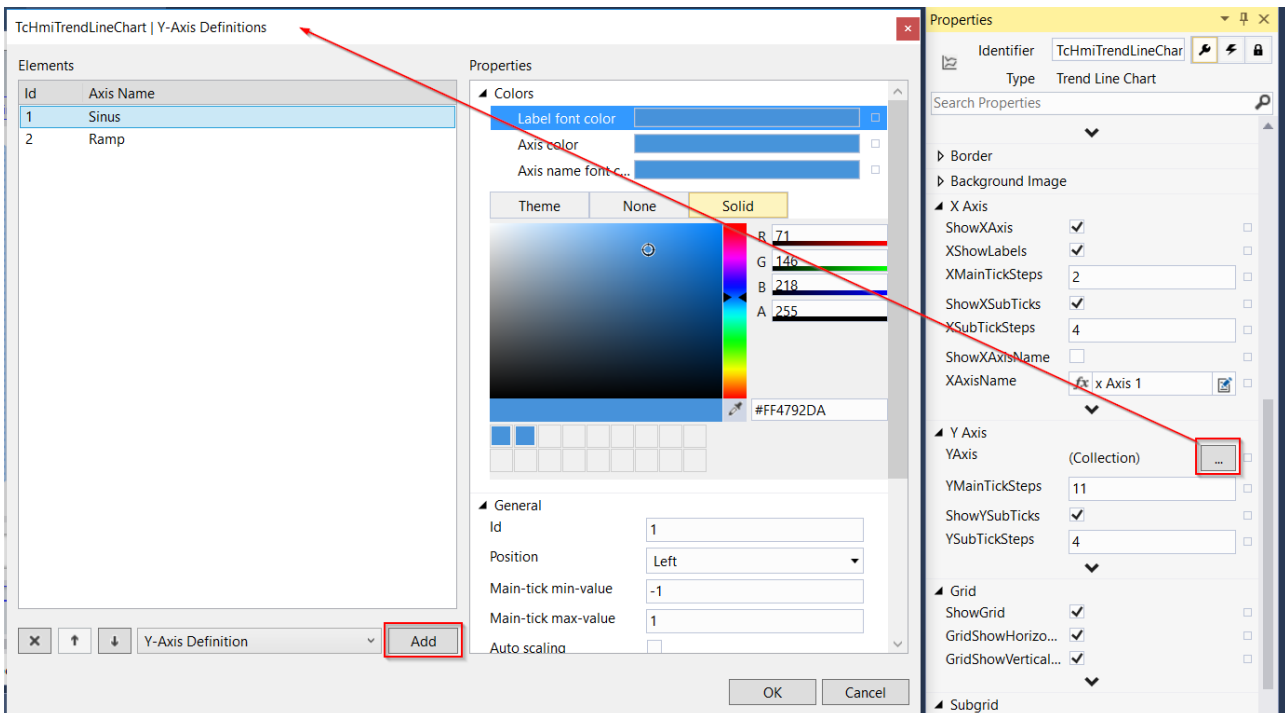 TcHmiTrendLineChart | Y-Axis Definitions
Elements
Id Axis Name
1 Sinus
2 Ramp
Y-Axis Definition
Add
Properties
Colors
Label font color
Axis color
Axis name font c...
Theme None Solid
R 71
G 146
B 218
A 255
#FF4792DA
General
Id 1
Position Left
Main-tick min-value -1
Main-tick max-value 1
Auto scaling
OK Cancel
Properties
Identifier TcHmiTrendLineChar
Type Trend Line Chart
Search Properties
Border
Background Image
X Axis
ShowXAxis
XShowLabels
XMainTickSteps 2
ShowXSubTicks
XSubTickSteps 4
ShowXAxisName
XAxisName fx x Axis 1
Y Axis
YAxis (Collection) ...
YMainTickSteps 11
ShowYSubTicks
YSubTickSteps 4
Grid
ShowGrid
GridShowHorizo...
GridShowVertical...
Subgrid